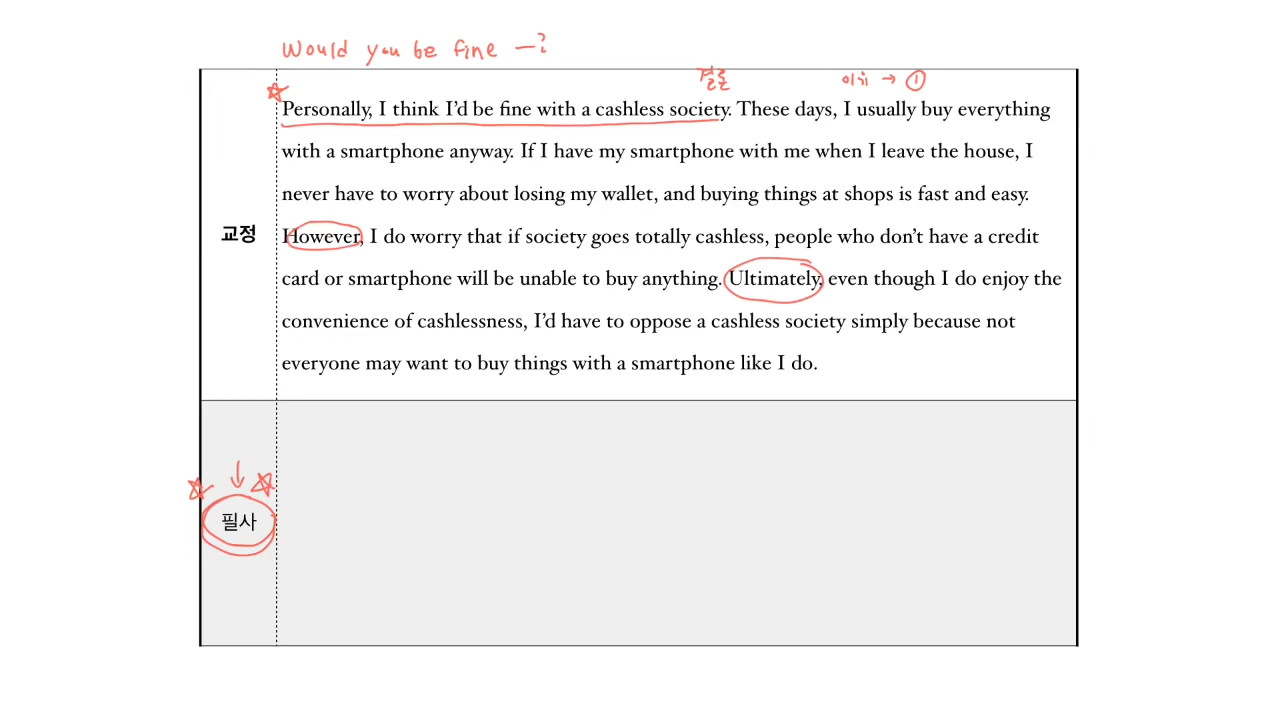 Would you be fine —?
결론 이유 → ①
Personally, I think I'd be fine with a cashless society. These days, I usually buy everything
with a smartphone anyway. If I have my smartphone with me when I leave the house, I
never have to worry about losing my wallet, and buying things at shops is fast and easy.
교정
However, I do worry that if society goes totally cashless, people who don't have a credit
card or smartphone will be unable to buy anything. Ultimately, even though I do enjoy the
convenience of cashlessness, I'd have to oppose a cashless society simply because not
everyone may want to buy things with a smartphone like I do.
필사